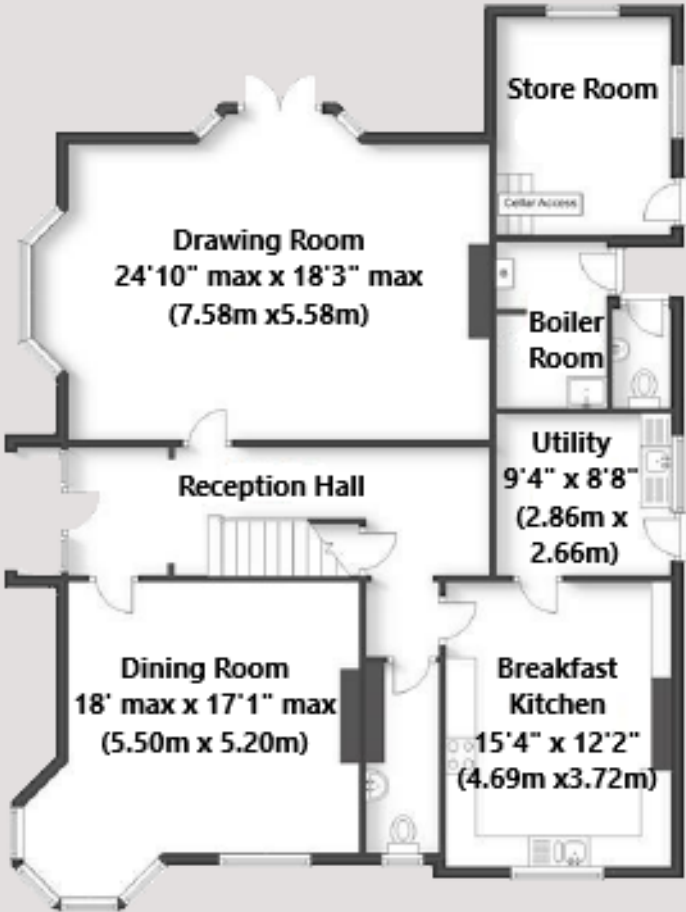 Store Room
Cellar Access
Drawing Room
24'10" max x 18'3" max
(7.58m x5.58m)
Boiler
Room
Utility
9'4" x 8'8"
(2.86m x
2.66m)
Reception Hall
Dining Room
18' max x 17'1" max
(5.50m x 5.20m)
Breakfast
Kitchen
15'4" x 12'2"
(4.69m x3.72m)